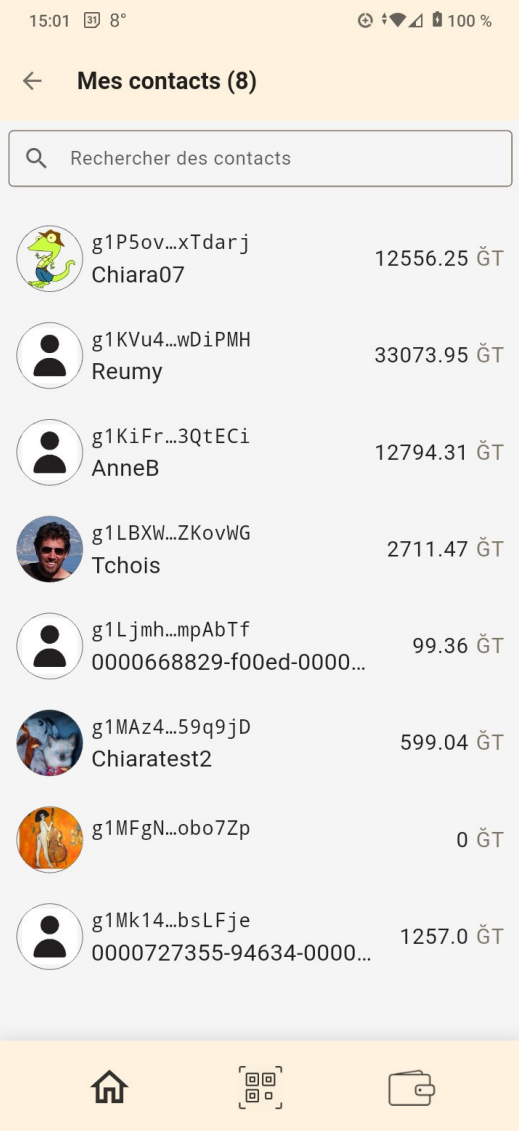 15:01 31 8° 100 %
Mes contacts (8)
Rechercher des contacts
g1P5ov…xTdarj
Chiara07
12556.25 ĞT
g1KVu4…wDiPMH
Reumy
33073.95 ĞT
g1KiFr…3QtECi
AnneB
12794.31 ĞT
g1LBXW…ZKovWG
Tchois
2711.47 ĞT
g1Ljmh…mpAbTf
0000668829-f00ed-0000…
99.36 ĞT
g1MAz4…59q9jD
Chiaratest2
599.04 ĞT
g1MFgN…obo7Zp
0 ĞT
g1Mk14…bsLFje
0000727355-94634-0000…
1257.0 ĞT